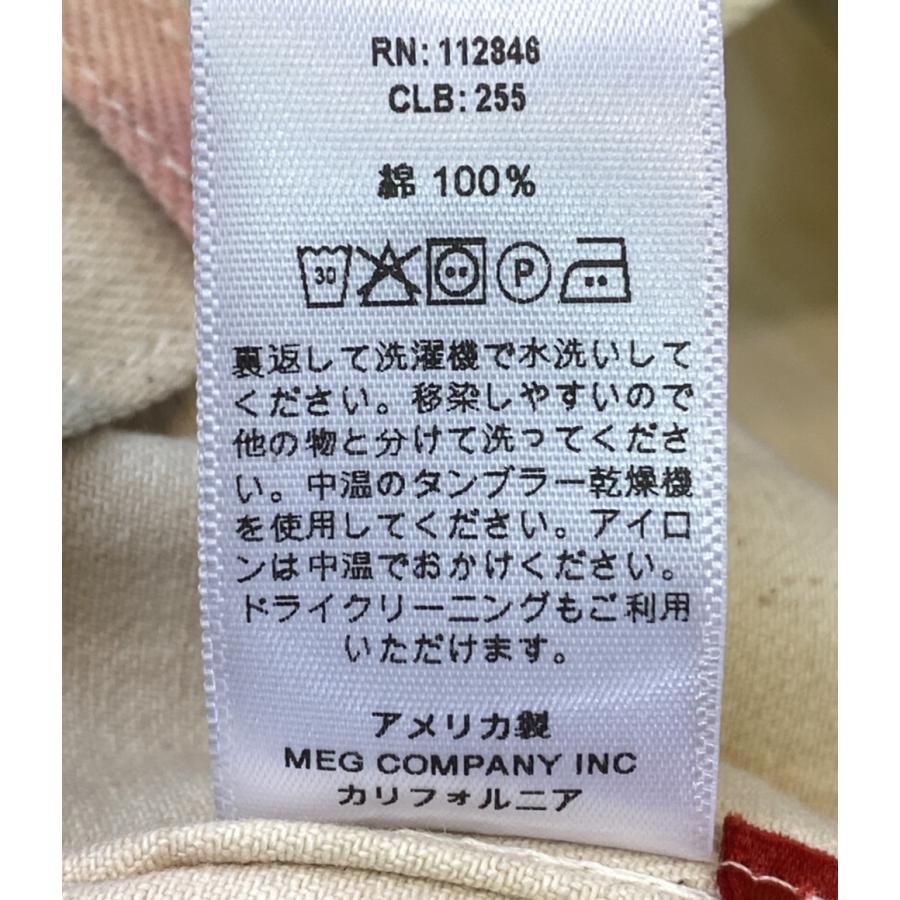 RN: 112846
CLB: 255
綿 100%
30 P
裏返して洗濯機で水洗いして
ください。移染しやすいので
他の物と分けて洗ってくださ
い。中温のタンブラー乾燥機
を使用してください。アイロ
ンは中温でおかけください。
ドライクリーニングもご利用
いただけます。
アメリカ製
MEG COMPANY INC
カリフォルニア